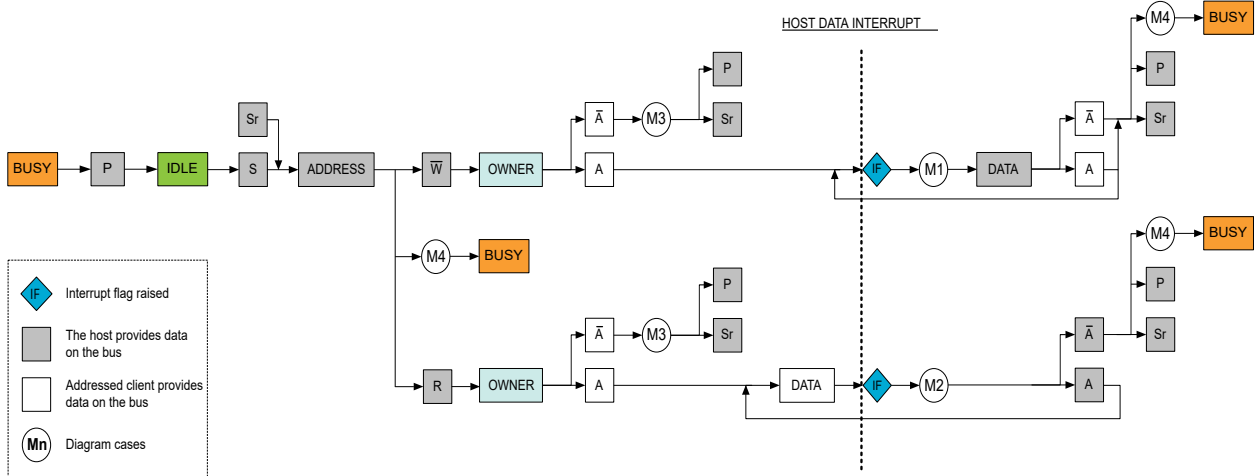 HOST DATA INTERRUPT
M4
BUSY
P
P
Sr
A̅
M3
Sr
A̅
Sr
BUSY
P
IDLE
S
ADDRESS
W̅
OWNER
A
IF
M1
DATA
A
M4
BUSY
M4
BUSY
P
P
A̅
M3
Sr
A̅
Sr
R
OWNER
A
DATA
IF
M2
A
IF
Interrupt flag raised
The host provides data
on the bus
Addressed client provides
data on the bus
Mn
Diagram cases